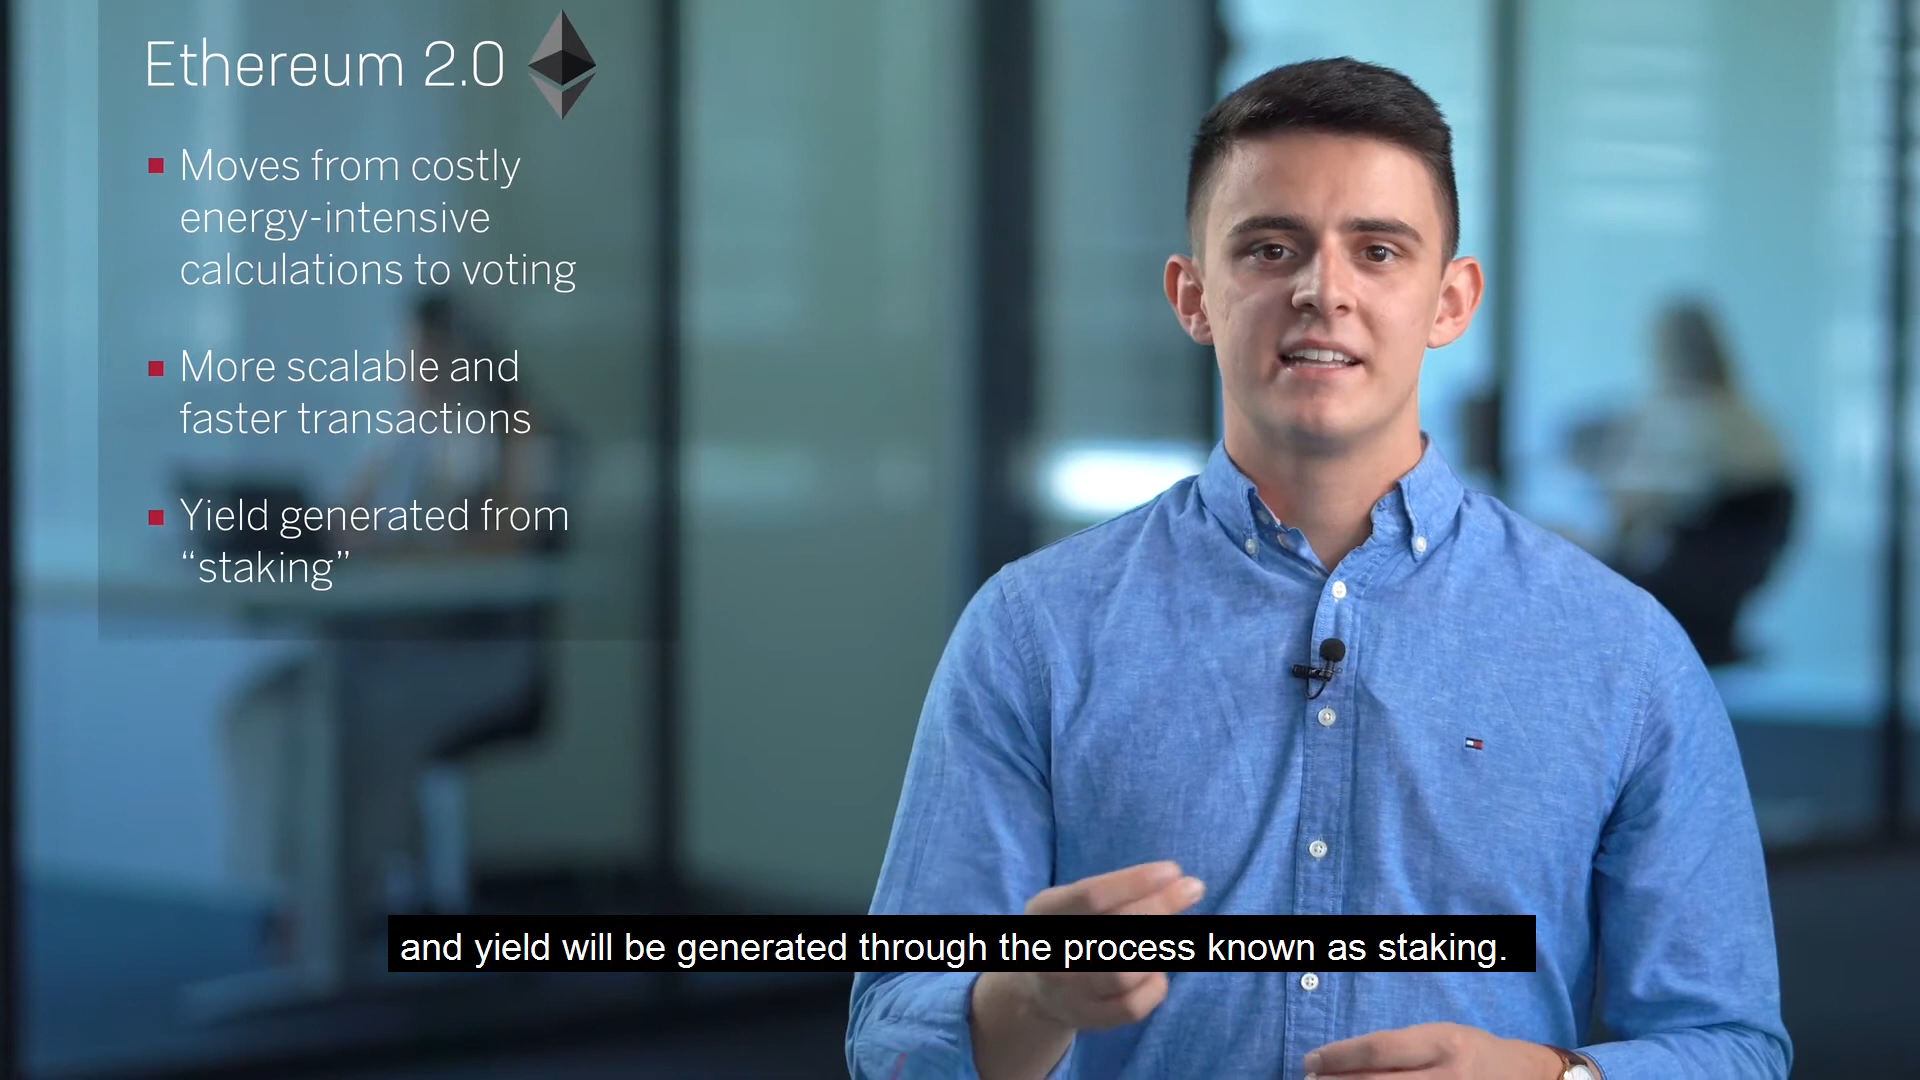 Ethereum 2.0
Moves from costly
energy-intensive
calculations to voting
More scalable and
faster transactions
Yield generated from
“staking”
and yield will be generated through the process known as staking.